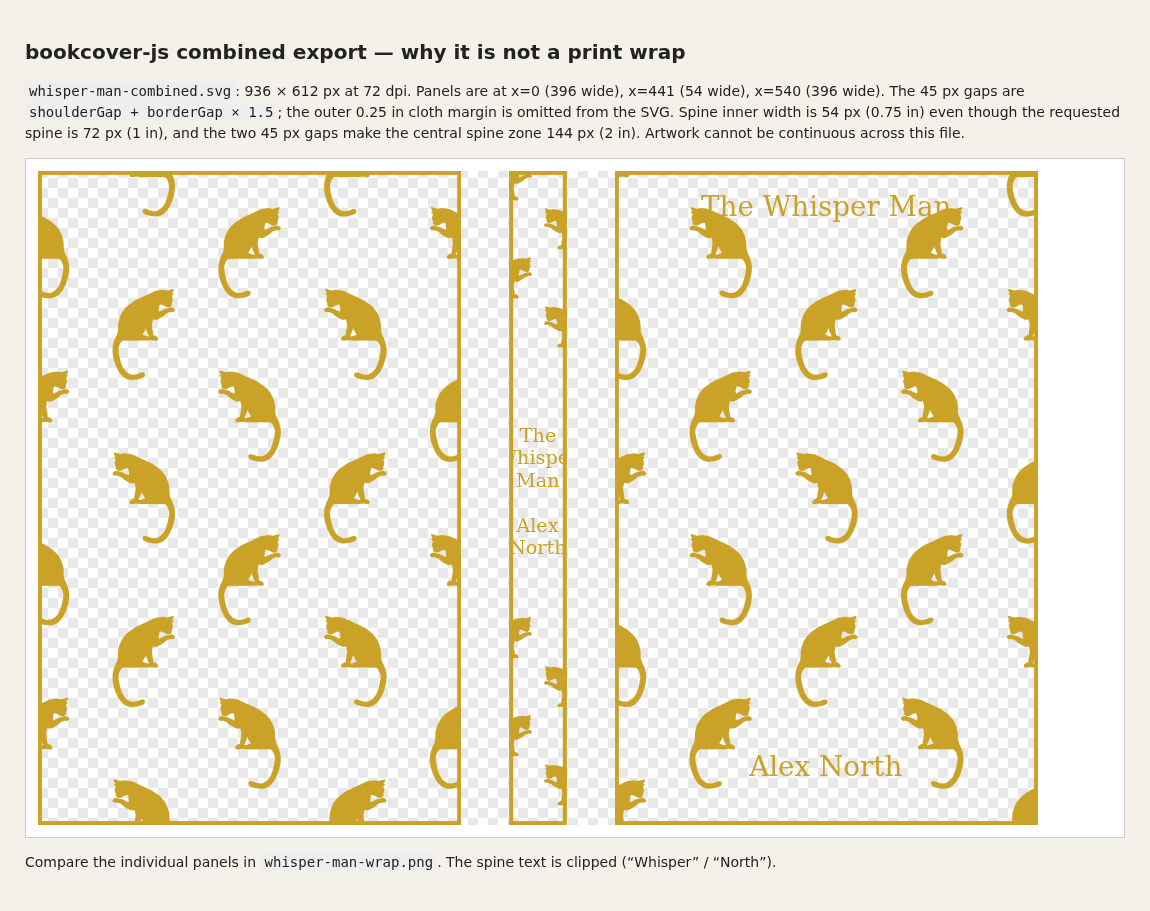 bookcover-js combined export — why it is not a print wrap
whisper-man-combined.svg: 936 × 612 px at 72 dpi. Panels are at x=0 (396 wide), x=441 (54 wide), x=540 (396 wide). The 45 px gaps are
shoulderGap + borderGap × 1.5; the outer 0.25 in cloth margin is omitted from the SVG. Spine inner width is 54 px (0.75 in) even though the requested
spine is 72 px (1 in), and the two 45 px gaps make the central spine zone 144 px (2 in). Artwork cannot be continuous across this file.
The
Whispe
Man
Alex
North
The Whisper Man
Alex North
Compare the individual panels in whisper-man-wrap.png. The spine text is clipped (“Whisper” / “North”).